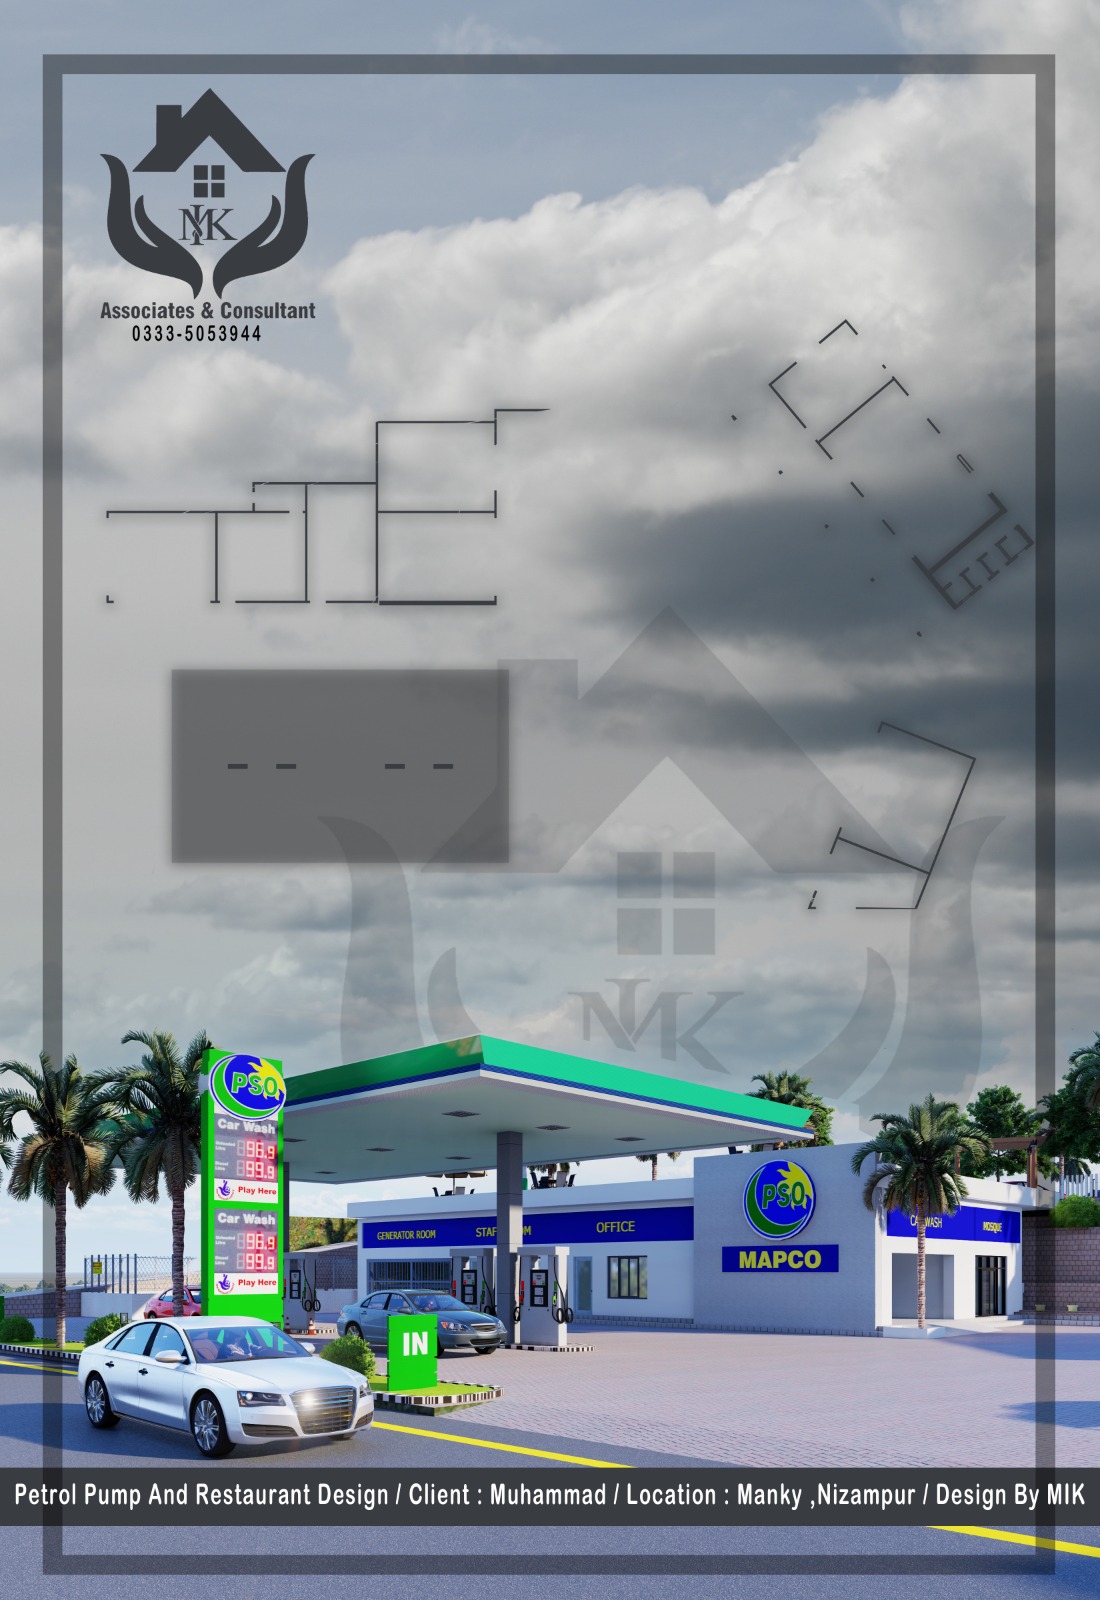 MIK
Associates & Consultant
0333-5053944
MIK
PSO
Car Wash
96.9
99.9
Play Here
Car Wash
96.9
99.9
Play Here
GENERATOR ROOM
OFFICE
PSO
MAPCO
CAR WASH
MOSQUE
IN
Petrol Pump And Restaurant Design / Client : Muhammad / Location : Manky ,Nizampur / Design By MIK